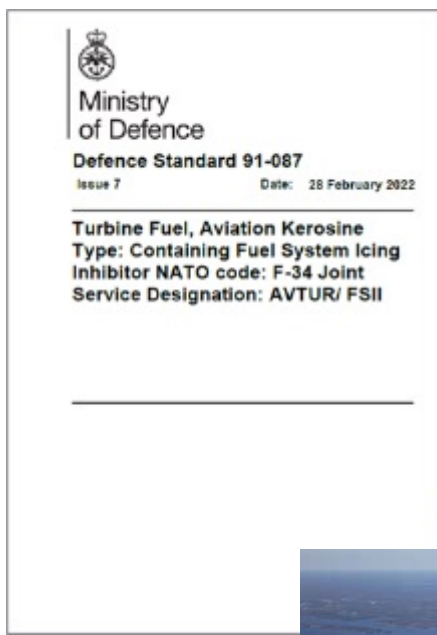 Ministry
of Defence
Defence Standard 91-087
Issue 7 Date: 28 February 2022
Turbine Fuel, Aviation Kerosine
Type: Containing Fuel System Icing
Inhibitor NATO code: F-34 Joint
Service Designation: AVTUR/ FSII